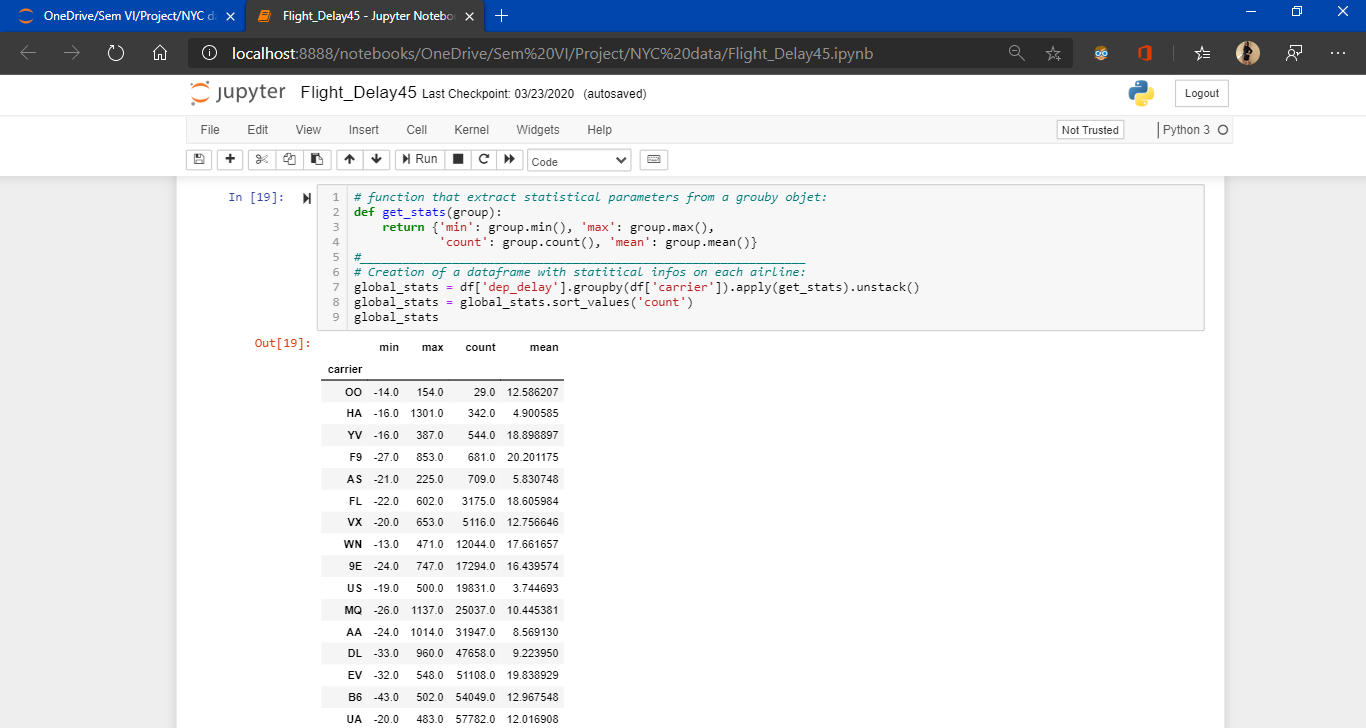 OneDrive/Sem VI/Project/NYC d
Flight_Delay45 - Jupyter Notebo
localhost:8888/notebooks/OneDrive/Sem%20VI/Project/NYC%20data/Flight_Delay45.ipynb
jupyter Flight_Delay45 Last Checkpoint: 03/23/2020 (autosaved)
Logout
File Edit View Insert Cell Kernel Widgets Help
Not Trusted
Python 3
Run
Code
In [19]:
1 # function that extract statistical parameters from a grouby objet:
2 def get_stats(group):
3     return {'min': group.min(), 'max': group.max(),
4             'count': group.count(), 'mean': group.mean()}
5 #_______________________________________________________________
6 # Creation of a dataframe with statitical infos on each airline:
7 global_stats = df['dep_delay'].groupby(df['carrier']).apply(get_stats).unstack()
8 global_stats = global_stats.sort_values('count')
9 global_stats
Out[19]:
min max count mean
carrier
OO -14.0 154.0 29.0 12.586207
HA -16.0 1301.0 342.0 4.900585
YV -16.0 387.0 544.0 18.898897
F9 -27.0 853.0 681.0 20.201175
AS -21.0 225.0 709.0 5.830748
FL -22.0 602.0 3175.0 18.605984
VX -20.0 653.0 5116.0 12.756646
WN -13.0 471.0 12044.0 17.661657
9E -24.0 747.0 17294.0 16.439574
US -19.0 500.0 19831.0 3.744693
MQ -26.0 1137.0 25037.0 10.445381
AA -24.0 1014.0 31947.0 8.569130
DL -33.0 960.0 47658.0 9.223950
EV -32.0 548.0 51108.0 19.838929
B6 -43.0 502.0 54049.0 12.967548
UA -20.0 483.0 57782.0 12.016908